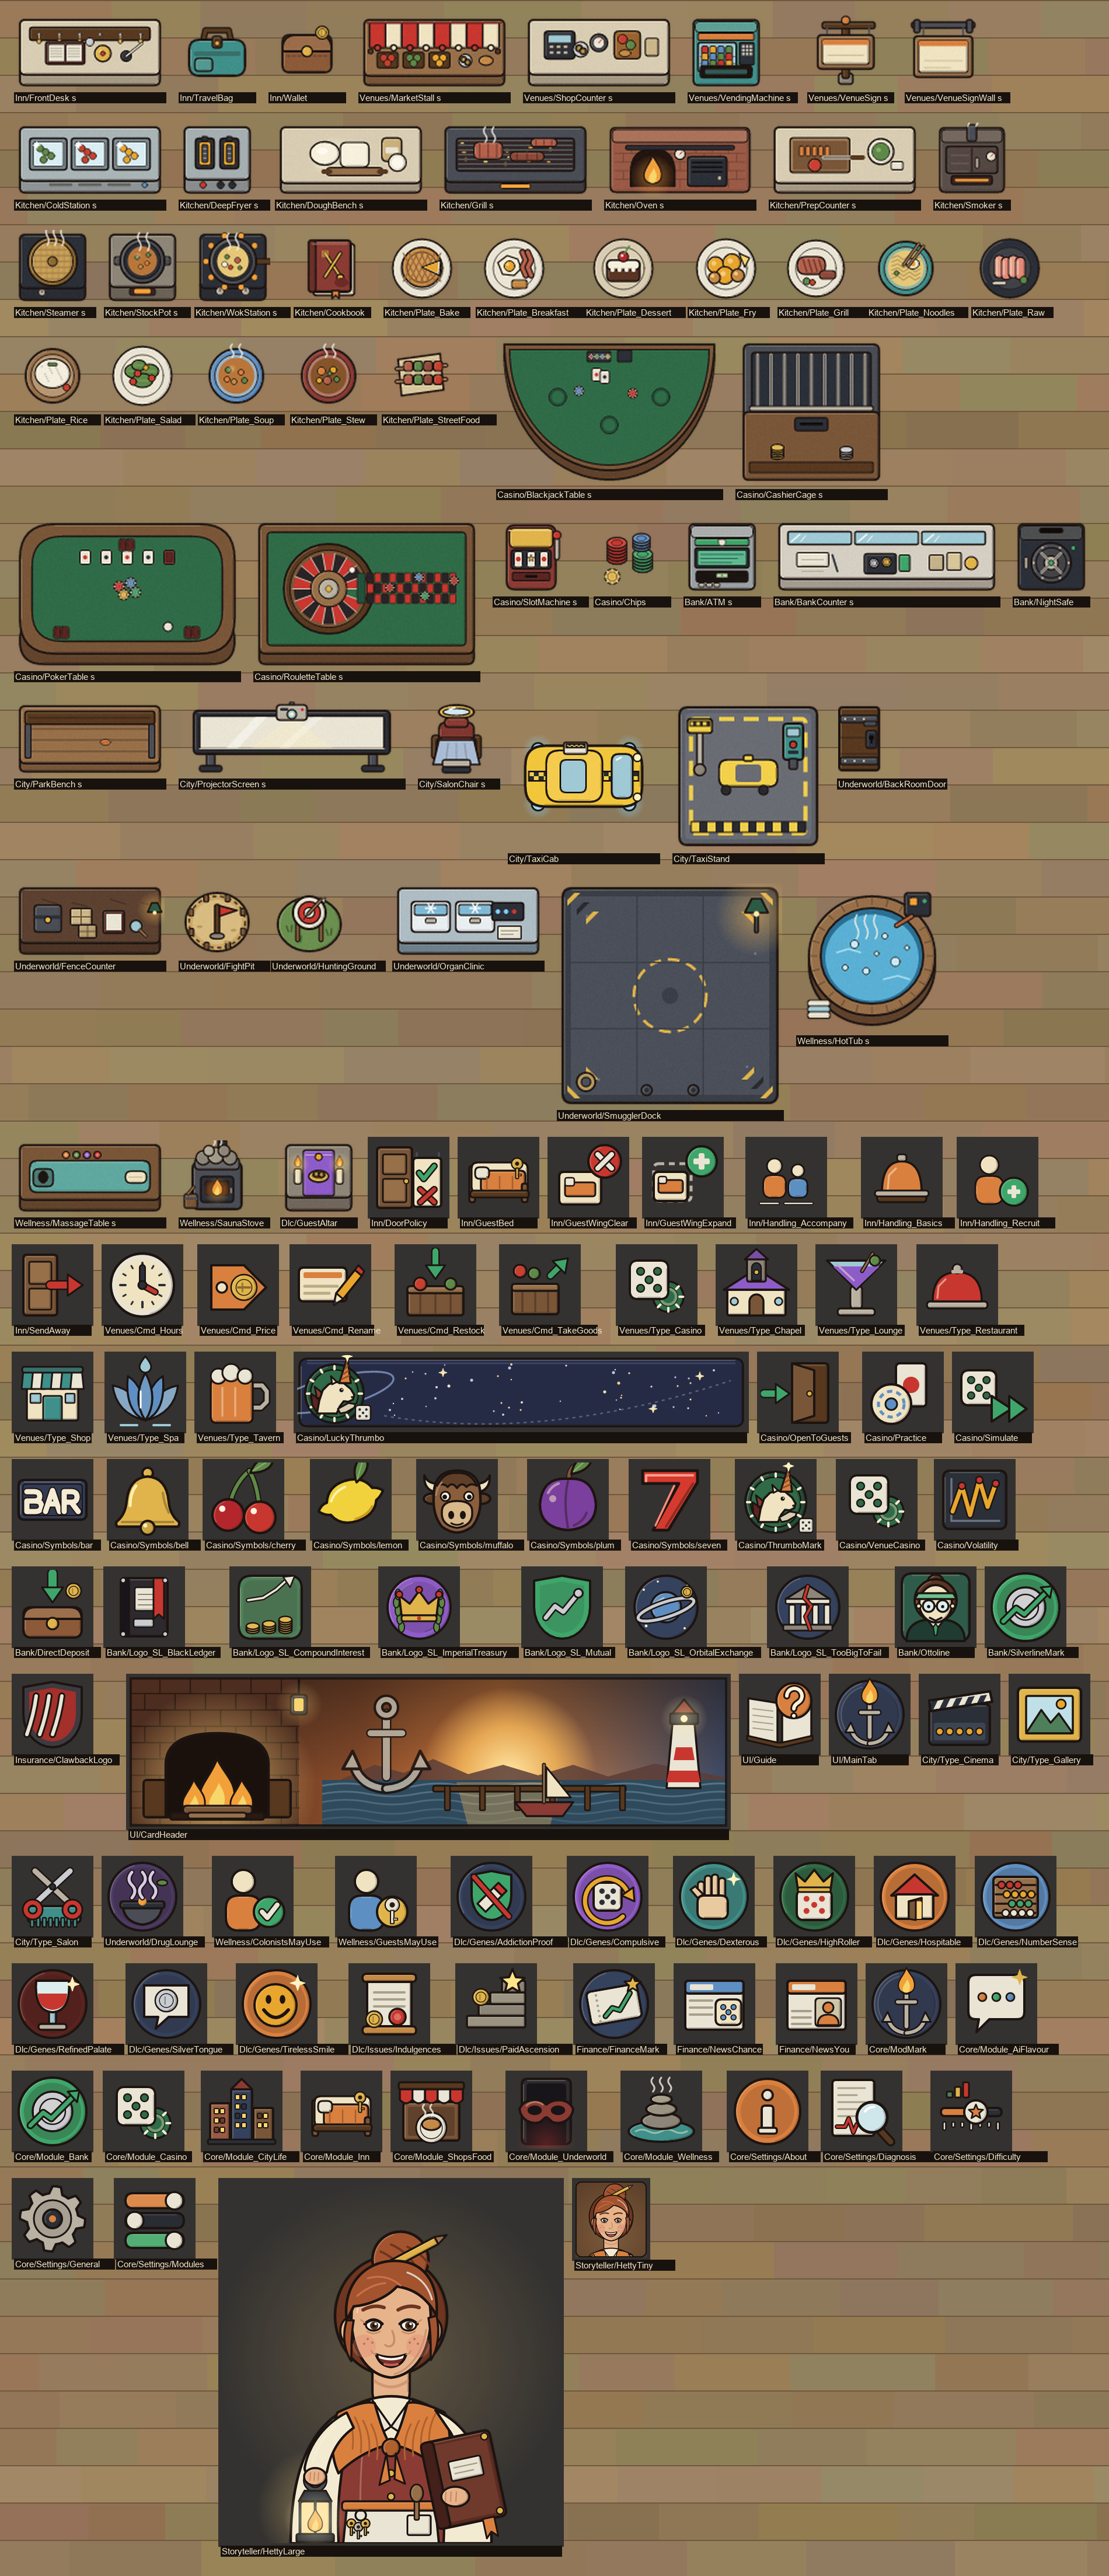 Inn/FrontDesk s
Inn/TravelBag
Inn/Wallet
Venues/MarketStall s
Venues/ShopCounter s
Venues/VendingMachine s
Venues/VenueSign s
Venues/VenueSignWall s
Kitchen/ColdStation s
Kitchen/DeepFryer s
Kitchen/DoughBench s
Kitchen/Grill s
Kitchen/Oven s
Kitchen/PrepCounter s
Kitchen/Smoker s
Kitchen/Steamer s
Kitchen/StockPot s
Kitchen/WokStation s
Kitchen/Cookbook
Kitchen/Plate_Bake
Kitchen/Plate_Breakfast
Kitchen/Plate_Dessert
Kitchen/Plate_Fry
Kitchen/Plate_Grill
Kitchen/Plate_Noodles
Kitchen/Plate_Raw
Kitchen/Plate_Rice
Kitchen/Plate_Salad
Kitchen/Plate_Soup
Kitchen/Plate_Stew
Kitchen/Plate_StreetFood
Casino/BlackjackTable s
Casino/CashierCage s
Casino/PokerTable s
Casino/RouletteTable s
Casino/SlotMachine s
Casino/Chips
Bank/ATM s
Bank/BankCounter s
Bank/NightSafe
City/ParkBench s
City/ProjectorScreen s
City/SalonChair s
City/TaxiCab
City/TaxiStand
Underworld/BackRoomDoor
Underworld/FenceCounter
Underworld/FightPit
Underworld/HuntingGround
Underworld/OrganClinic
Underworld/SmugglerDock
Wellness/HotTub s
Wellness/MassageTable s
Wellness/SaunaStove
Dlc/GuestAltar
Inn/DoorPolicy
Inn/GuestBed
Inn/GuestWingClear
Inn/GuestWingExpand
Inn/Handling_Accompany
Inn/Handling_Basics
Inn/Handling_Recruit
Inn/SendAway
Venues/Cmd_Hours
Venues/Cmd_Price
Venues/Cmd_Rename
Venues/Cmd_Restock
Venues/Cmd_TakeGoods
Venues/Type_Casino
Venues/Type_Chapel
Venues/Type_Lounge
Venues/Type_Restaurant
Venues/Type_Shop
Venues/Type_Spa
Venues/Type_Tavern
Casino/LuckyThrumbo
Casino/OpenToGuests
Casino/Practice
Casino/Simulate
BAR
7
Casino/Symbols/bar
Casino/Symbols/bell
Casino/Symbols/cherry
Casino/Symbols/lemon
Casino/Symbols/muffalo
Casino/Symbols/plum
Casino/Symbols/seven
Casino/ThrumboMark
Casino/VenueCasino
Casino/Volatility
Bank/DirectDeposit
Bank/Logo_SL_BlackLedger
Bank/Logo_SL_CompoundInterest
Bank/Logo_SL_ImperialTreasury
Bank/Logo_SL_Mutual
Bank/Logo_SL_OrbitalExchange
Bank/Logo_SL_TooBigToFail
Bank/Ottoline
Bank/SilverlineMark
?
Insurance/ClawbackLogo
UI/CardHeader
UI/Guide
UI/MainTab
City/Type_Cinema
City/Type_Gallery
City/Type_Salon
Underworld/DrugLounge
Wellness/ColonistsMayUse
Wellness/GuestsMayUse
Dlc/Genes/AddictionProof
Dlc/Genes/Compulsive
Dlc/Genes/Dexterous
Dlc/Genes/HighRoller
Dlc/Genes/Hospitable
Dlc/Genes/NumberSense
Dlc/Genes/RefinedPalate
Dlc/Genes/SilverTongue
Dlc/Genes/TirelessSmile
Dlc/Issues/Indulgences
Dlc/Issues/PaidAscension
Finance/FinanceMark
Finance/NewsChance
Finance/NewsYou
Core/ModMark
Core/Module_AiFlavour
Core/Module_Bank
Core/Module_Casino
Core/Module_CityLife
Core/Module_Inn
Core/Module_ShopsFood
Core/Module_Underworld
Core/Module_Wellness
Core/Settings/About
Core/Settings/Diagnosis
Core/Settings/Difficulty
Core/Settings/General
Core/Settings/Modules
Storyteller/HettyTiny
Storyteller/HettyLarge